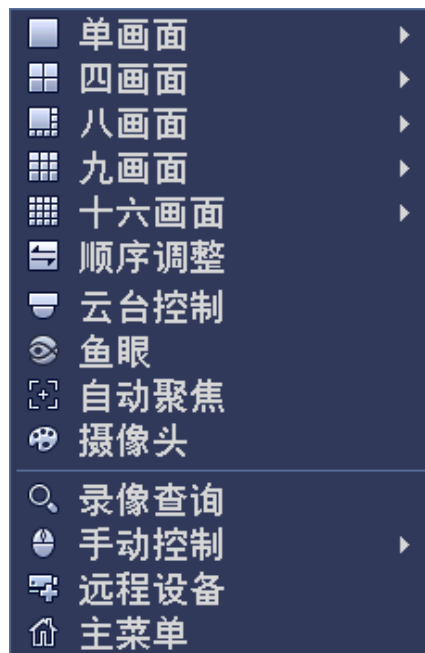 单画面
四画面
八画面
九画面
十六画面
顺序调整
云台控制
鱼眼
自动聚焦
摄像头
录像查询
手动控制
远程设备
主菜单